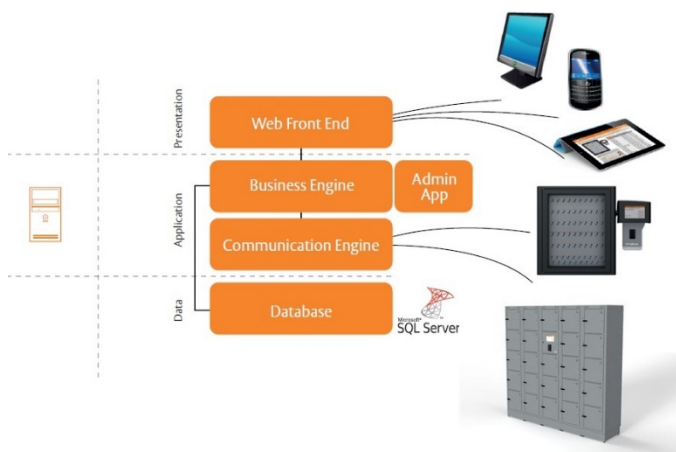 Presentation
Web Front End
Application
Business Engine
Admin
App
Communication Engine
Data
Database
Microsoft®
SQL Server